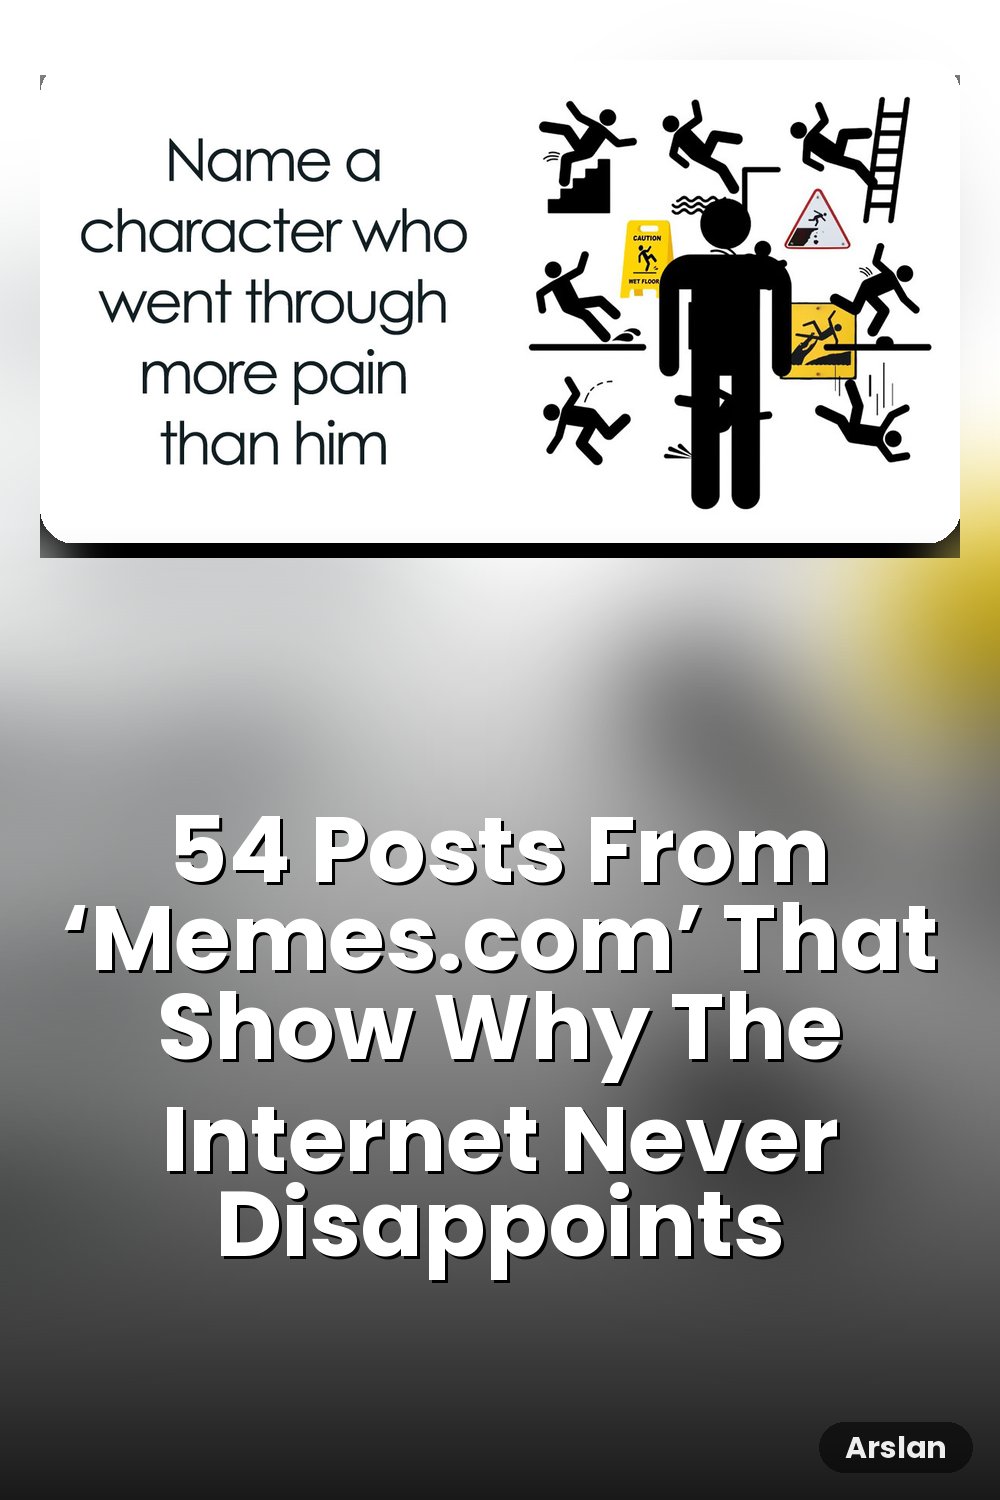 Name a
character who
went through
more pain
than him
CAUTION
WET FLOOR
54 Posts From
‘Memes.com’ That
Show Why The
Internet Never
Disappoints
Arslan